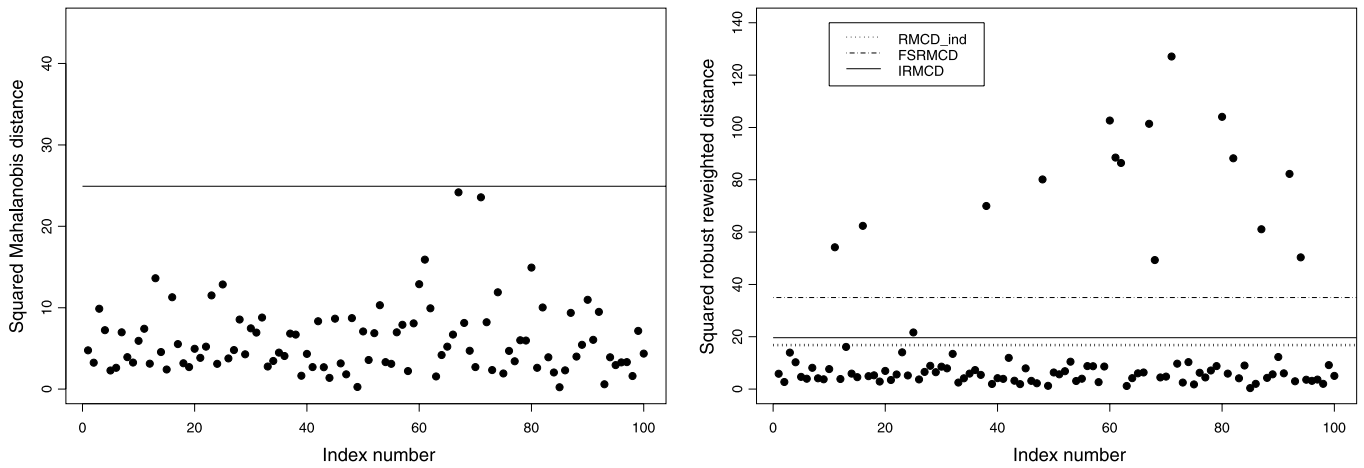 Squared Mahalanobis distance
40
30
20
10
0
0 20 40 60 80 100
Index number
Squared robust reweighted distance
140
120
100
80
60
40
20
0
RMCD_ind
FSRMCD
IRMCD
0 20 40 60 80 100
Index number